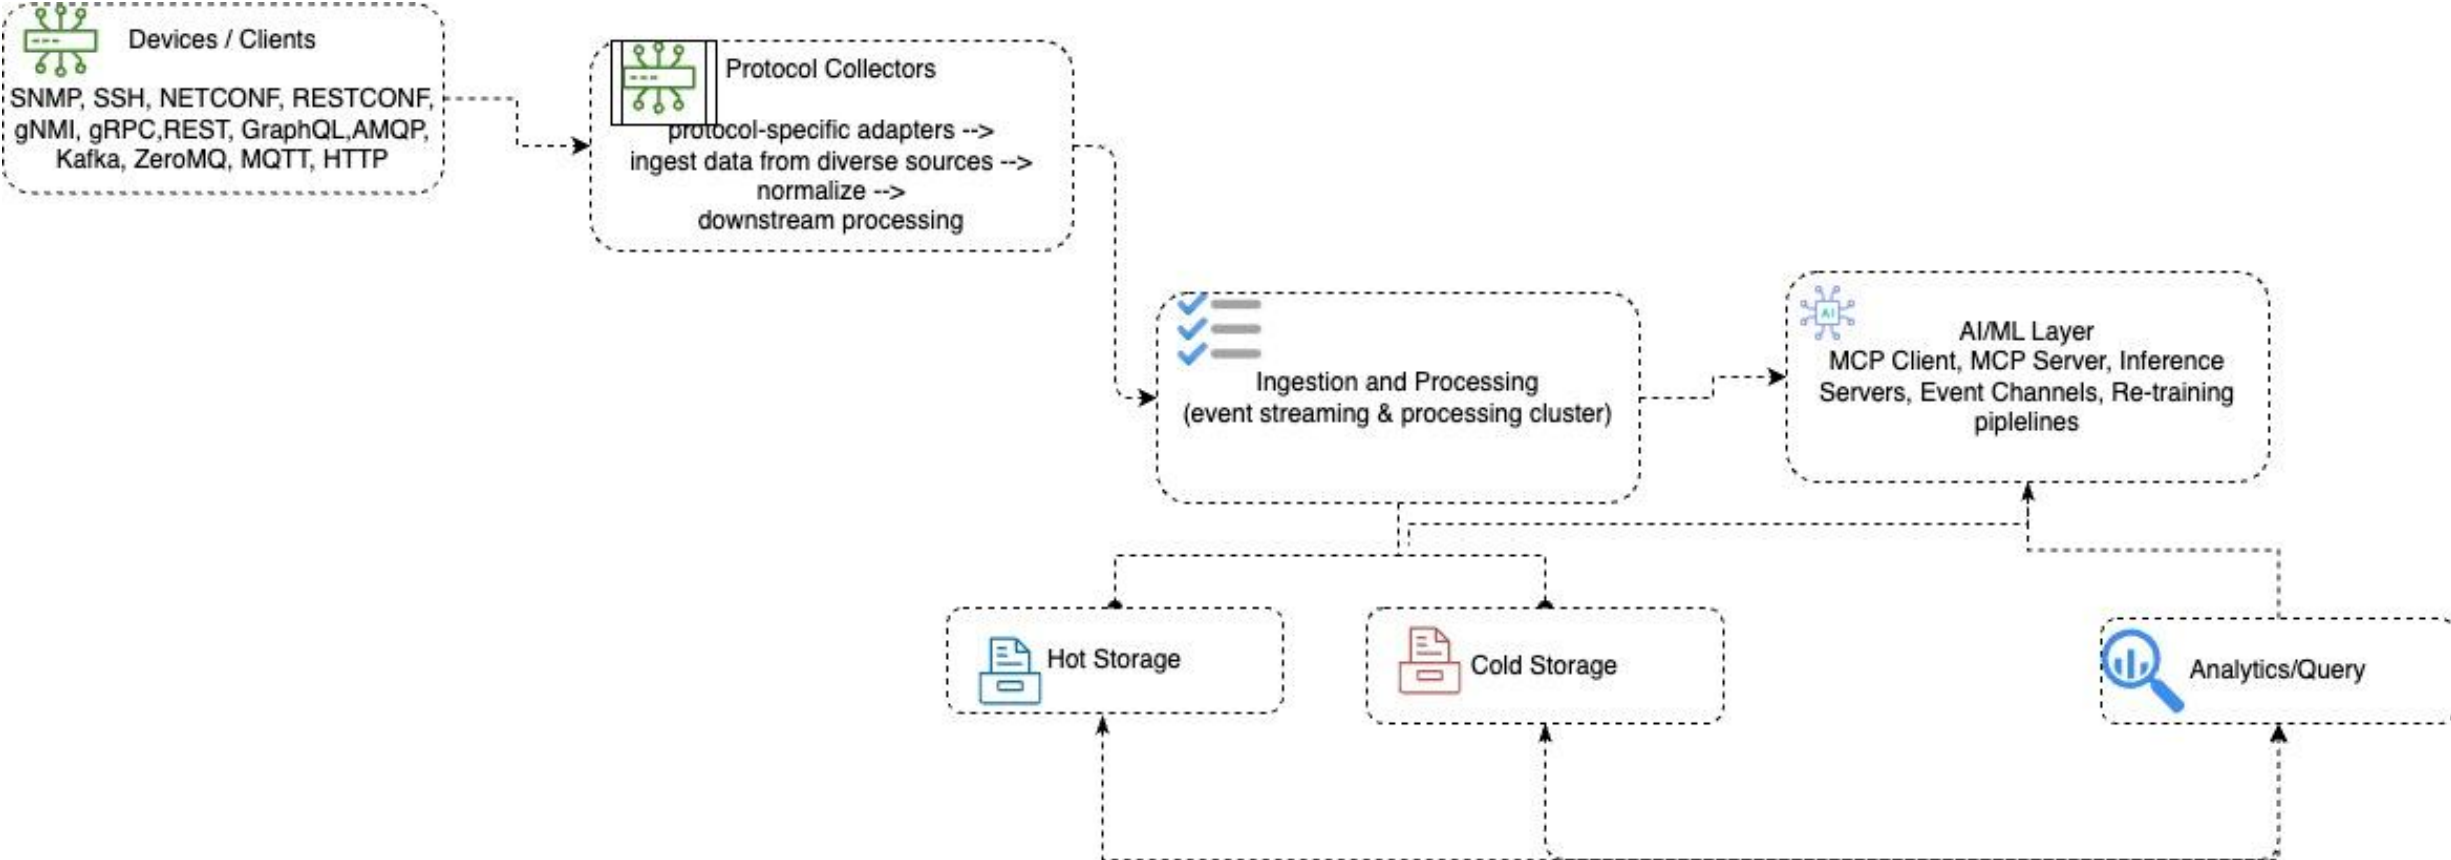 Devices / Clients
SNMP, SSH, NETCONF, RESTCONF,
gNMI, gRPC,REST, GraphQL,AMQP,
Kafka, ZeroMQ, MQTT, HTTP
Protocol Collectors
protocol-specific adapters -->
ingest data from diverse sources -->
normalize -->
downstream processing
Ingestion and Processing
(event streaming & processing cluster)
AI
AI/ML Layer
MCP Client, MCP Server, Inference
Servers, Event Channels, Re-training
piplelines
Hot Storage
Cold Storage
Analytics/Query